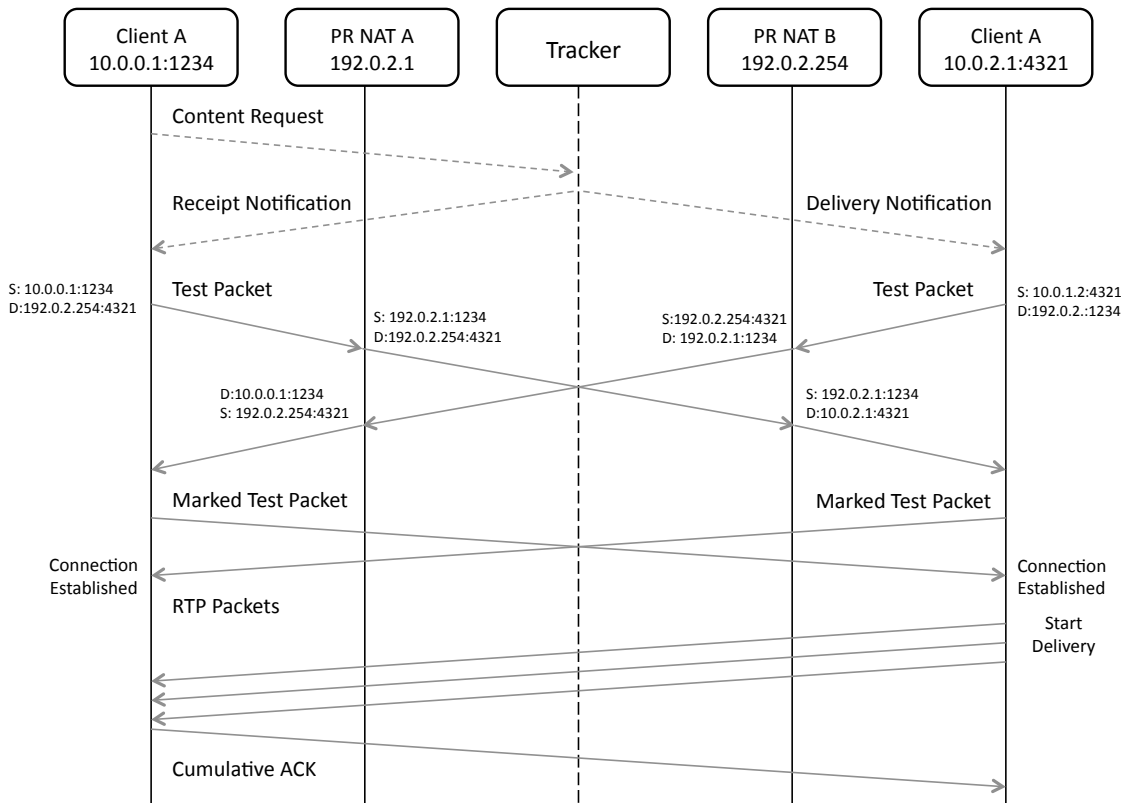 Client A
10.0.0.1:1234
PR NAT A
192.0.2.1
Tracker
PR NAT B
192.0.2.254
Client A
10.0.2.1:4321
Content Request
Receipt Notification
Delivery Notification
S: 10.0.0.1:1234
D:192.0.2.254:4321
Test Packet
Test Packet
S: 10.0.1.2:4321
D:192.0.2.:1234
S: 192.0.2.1:1234
D:192.0.2.254:4321
S:192.0.2.254:4321
D: 192.0.2.1:1234
D:10.0.0.1:1234
S: 192.0.2.254:4321
S: 192.0.2.1:1234
D:10.0.2.1:4321
Marked Test Packet
Marked Test Packet
Connection
Established
Connection
Established
RTP Packets
Start
Delivery
Cumulative ACK